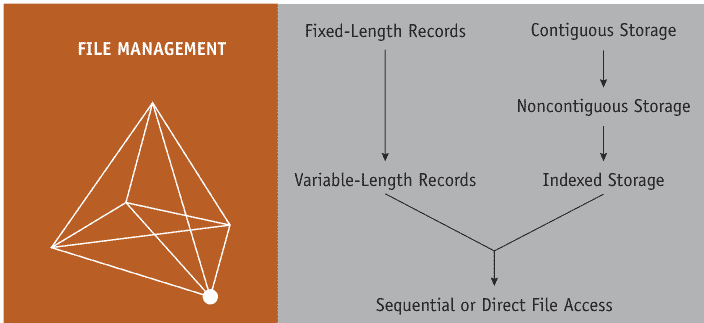 FILE MANAGEMENT
Fixed-Length Records
Contiguous Storage
Noncontiguous Storage
Variable-Length Records
Indexed Storage
Sequential or Direct File Access